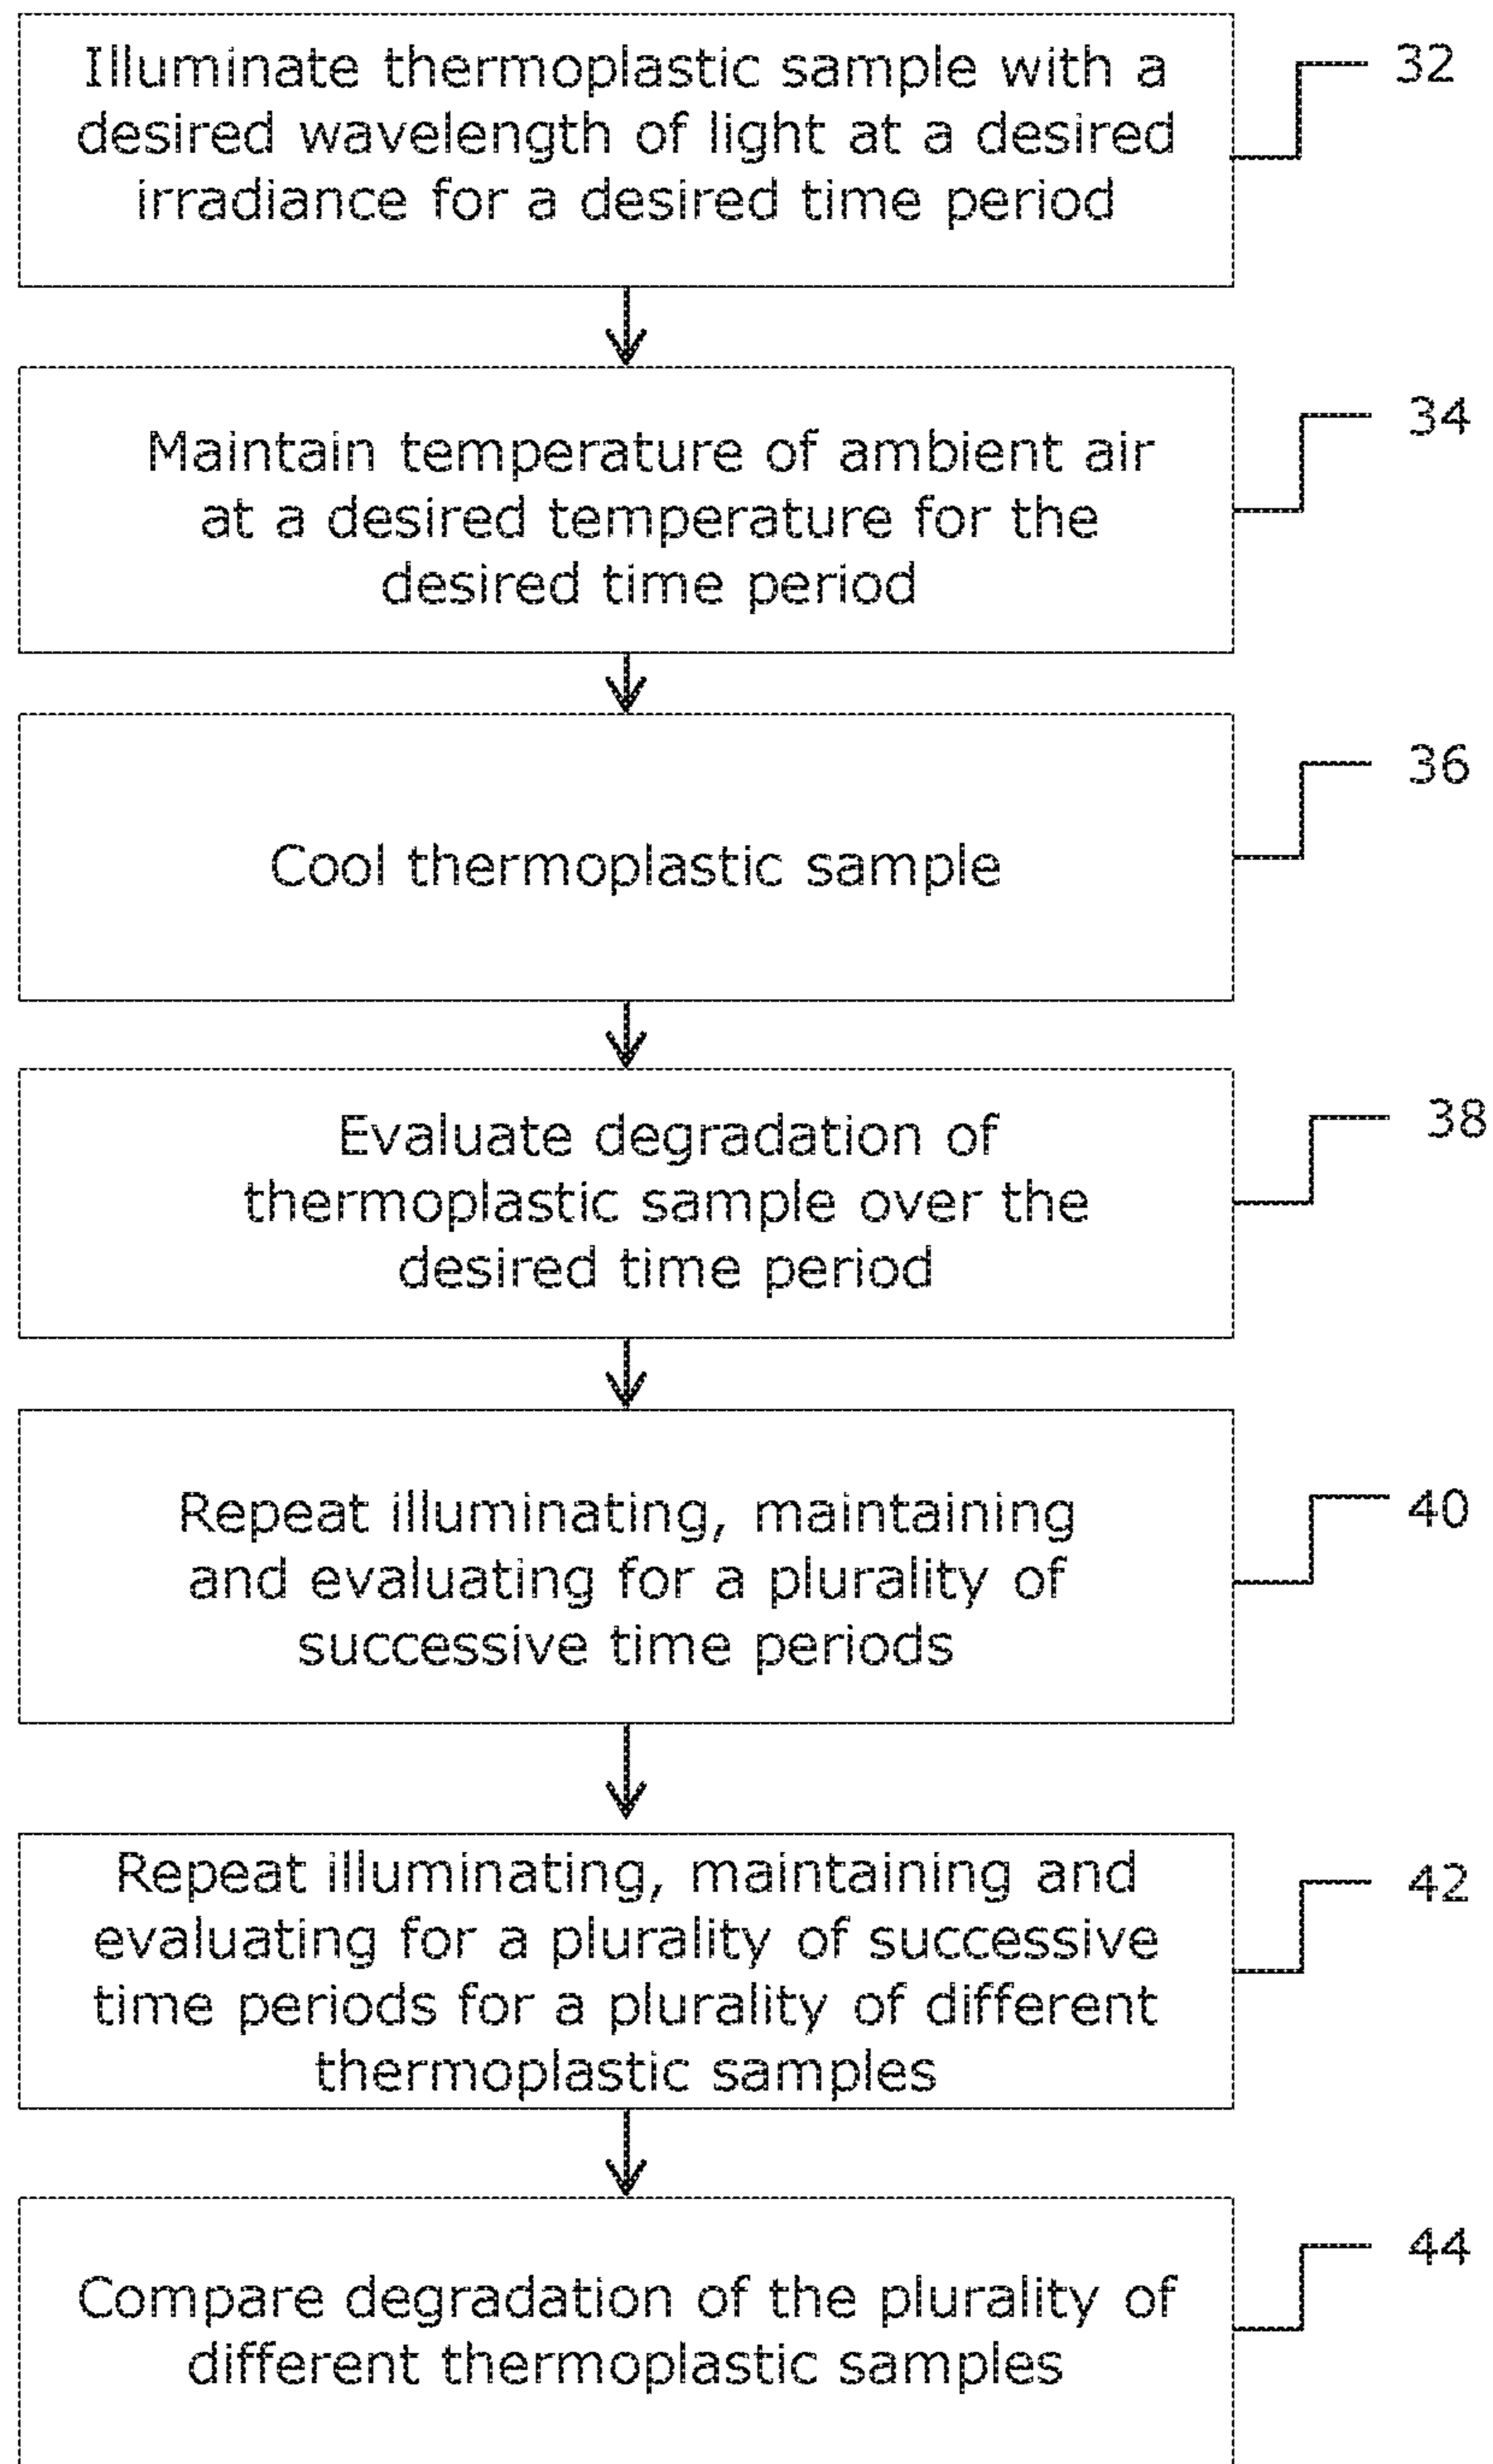 Illuminate thermoplastic sample with a
desired wavelength of light at a desired
irradiance for a desired time period
32
Maintain temperature of ambient air
at a desired temperature for the
desired time period
34
Cool thermoplastic sample
36
Evaluate degradation of
thermoplastic sample over the
desired time period
38
Repeat illuminating, maintaining
and evaluating for a plurality of
successive time periods
40
Repeat illuminating, maintaining and
evaluating for a plurality of successive
time periods for a plurality of different
thermoplastic samples
42
Compare degradation of the plurality of
different thermoplastic samples
44